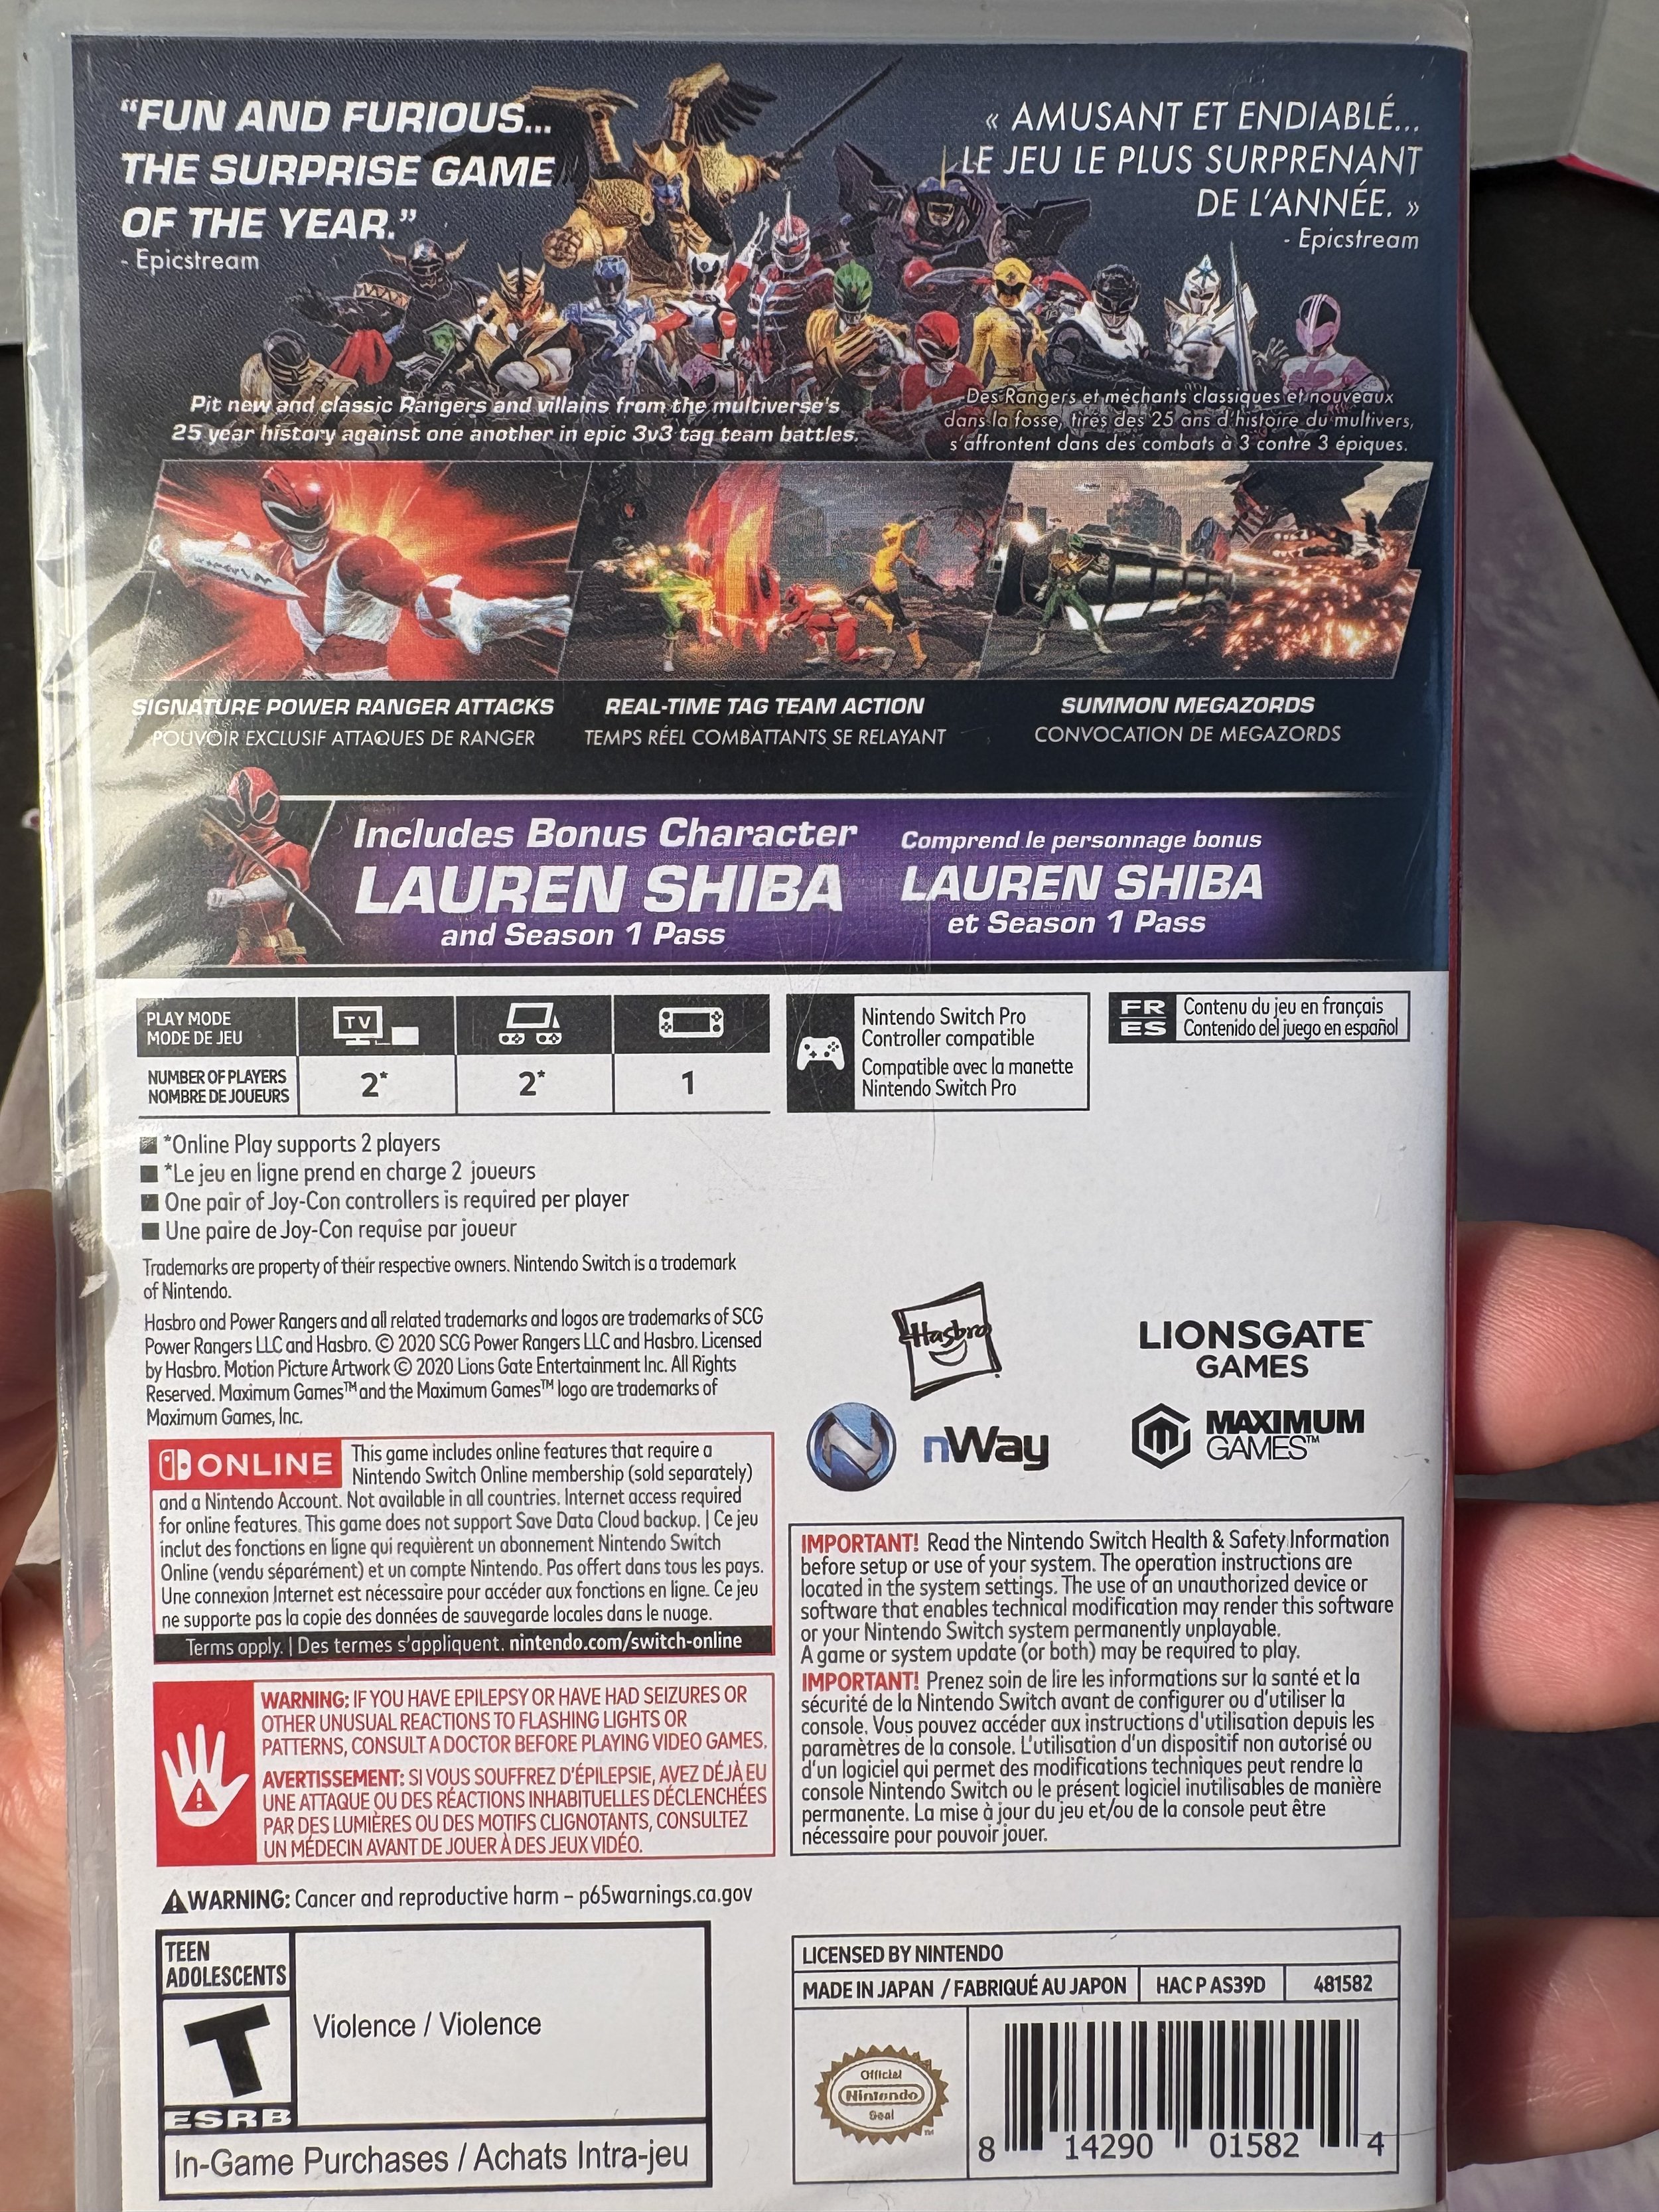 “FUN AND FURIOUS...
THE SURPRISE GAME
OF THE YEAR.”
- Epicstream
« AMUSANT ET ENDIABLÉ...
LE JEU LE PLUS SURPRENANT
DE L’ANNÉE. »
- Epicstream
Pit new and classic Rangers and villains from the multiverse’s
25 year history against one another in epic 3v3 tag team battles.
Des Rangers et méchants classiques et nouveaux
dans la fosse, tirés des 25 ans d’histoire du multivers,
s’affrontent dans des combats à 3 contre 3 épiques.
SIGNATURE POWER RANGER ATTACKS
POUVOIR EXCLUSIF ATTAQUES DE RANGER
REAL-TIME TAG TEAM ACTION
TEMPS RÉEL COMBATTANTS SE RELAYANT
SUMMON MEGAZORDS
CONVOCATION DE MEGAZORDS
Includes Bonus Character
LAUREN SHIBA
and Season 1 Pass
Comprend le personnage bonus
LAUREN SHIBA
et Season 1 Pass
PLAY MODE
MODE DE JEU
TV
NUMBER OF PLAYERS
NOMBRE DE JOUEURS
2* 2* 1
Nintendo Switch Pro
Controller compatible
Compatible avec la manette
Nintendo Switch Pro
FR Contenu du jeu en français
ES Contenido del juego en español
■ *Online Play supports 2 players
■ *Le jeu en ligne prend en charge 2 joueurs
■ One pair of Joy-Con controllers is required per player
■ Une paire de Joy-Con requise par joueur
Trademarks are property of their respective owners. Nintendo Switch is a trademark
of Nintendo.
Hasbro and Power Rangers and all related trademarks and logos are trademarks of SCG
Power Rangers LLC and Hasbro. © 2020 SCG Power Rangers LLC and Hasbro. Licensed
by Hasbro. Motion Picture Artwork © 2020 Lions Gate Entertainment Inc. All Rights
Reserved. Maximum Games™ and the Maximum Games™ logo are trademarks of
Maximum Games, Inc.
Hasbro
LIONSGATE™
GAMES
N
nWay
MAXIMUM
GAMES™
ONLINE
This game includes online features that require a
Nintendo Switch Online membership (sold separately)
and a Nintendo Account. Not available in all countries. Internet access required
for online features. This game does not support Save Data Cloud backup. | Ce jeu
inclut des fonctions en ligne qui requièrent un abonnement Nintendo Switch
Online (vendu séparément) et un compte Nintendo. Pas offert dans tous les pays.
Une connexion Internet est nécessaire pour accéder aux fonctions en ligne. Ce jeu
ne supporte pas la copie des données de sauvegarde locales dans le nuage.
Terms apply. | Des termes s’appliquent. nintendo.com/switch-online
WARNING: IF YOU HAVE EPILEPSY OR HAVE HAD SEIZURES OR
OTHER UNUSUAL REACTIONS TO FLASHING LIGHTS OR
PATTERNS, CONSULT A DOCTOR BEFORE PLAYING VIDEO GAMES.
AVERTISSEMENT: SI VOUS SOUFFREZ D’ÉPILEPSIE, AVEZ DÉJÀ EU
UNE ATTAQUE OU DES RÉACTIONS INHABITUELLES DÉCLENCHÉES
PAR DES LUMIÈRES OU DES MOTIFS CLIGNOTANTS, CONSULTEZ
UN MÉDECIN AVANT DE JOUER À DES JEUX VIDÉO.
IMPORTANT! Read the Nintendo Switch Health & Safety Information
before setup or use of your system. The operation instructions are
located in the system settings. The use of an unauthorized device or
software that enables technical modification may render this software
or your Nintendo Switch system permanently unplayable.
A game or system update (or both) may be required to play.
IMPORTANT! Prenez soin de lire les informations sur la santé et la
sécurité de la Nintendo Switch avant de configurer ou d’utiliser la
console. Vous pouvez accéder aux instructions d’utilisation depuis les
paramètres de la console. L’utilisation d’un dispositif non autorisé ou
d’un logiciel qui permet des modifications techniques peut rendre la
console Nintendo Switch ou le présent logiciel inutilisables de manière
permanente. La mise à jour du jeu et/ou de la console peut être
nécessaire pour pouvoir jouer.
⚠WARNING: Cancer and reproductive harm – p65warnings.ca.gov
TEEN
ADOLESCENTS
T
ESRB
Violence / Violence
In-Game Purchases / Achats Intra-jeu
LICENSED BY NINTENDO
MADE IN JAPAN / FABRIQUÉ AU JAPON HAC P AS39D 481582
Official
Nintendo
Seal
™
8 14290 01582 4